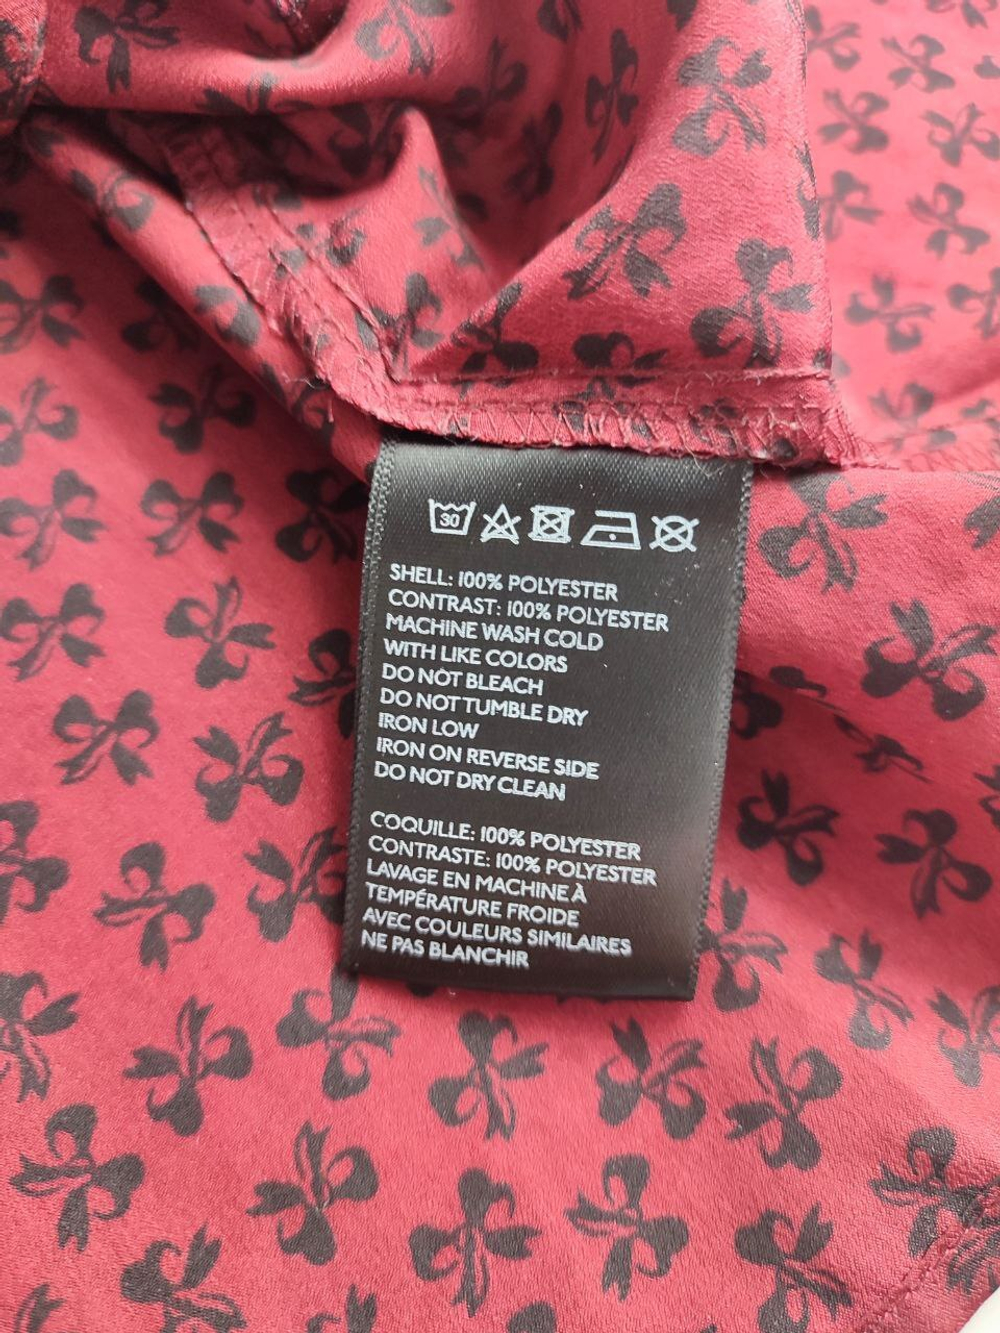 30
SHELL: 100% POLYESTER
CONTRAST: 100% POLYESTER
MACHINE WASH COLD
WITH LIKE COLORS
DO NOT BLEACH
DO NOT TUMBLE DRY
IRON LOW
IRON ON REVERSE SIDE
DO NOT DRY CLEAN
COQUILLE: 100% POLYESTER
CONTRASTE: 100% POLYESTER
LAVAGE EN MACHINE À
TEMPÉRATURE FROIDE
AVEC COULEURS SIMILAIRES
NE PAS BLANCHIR